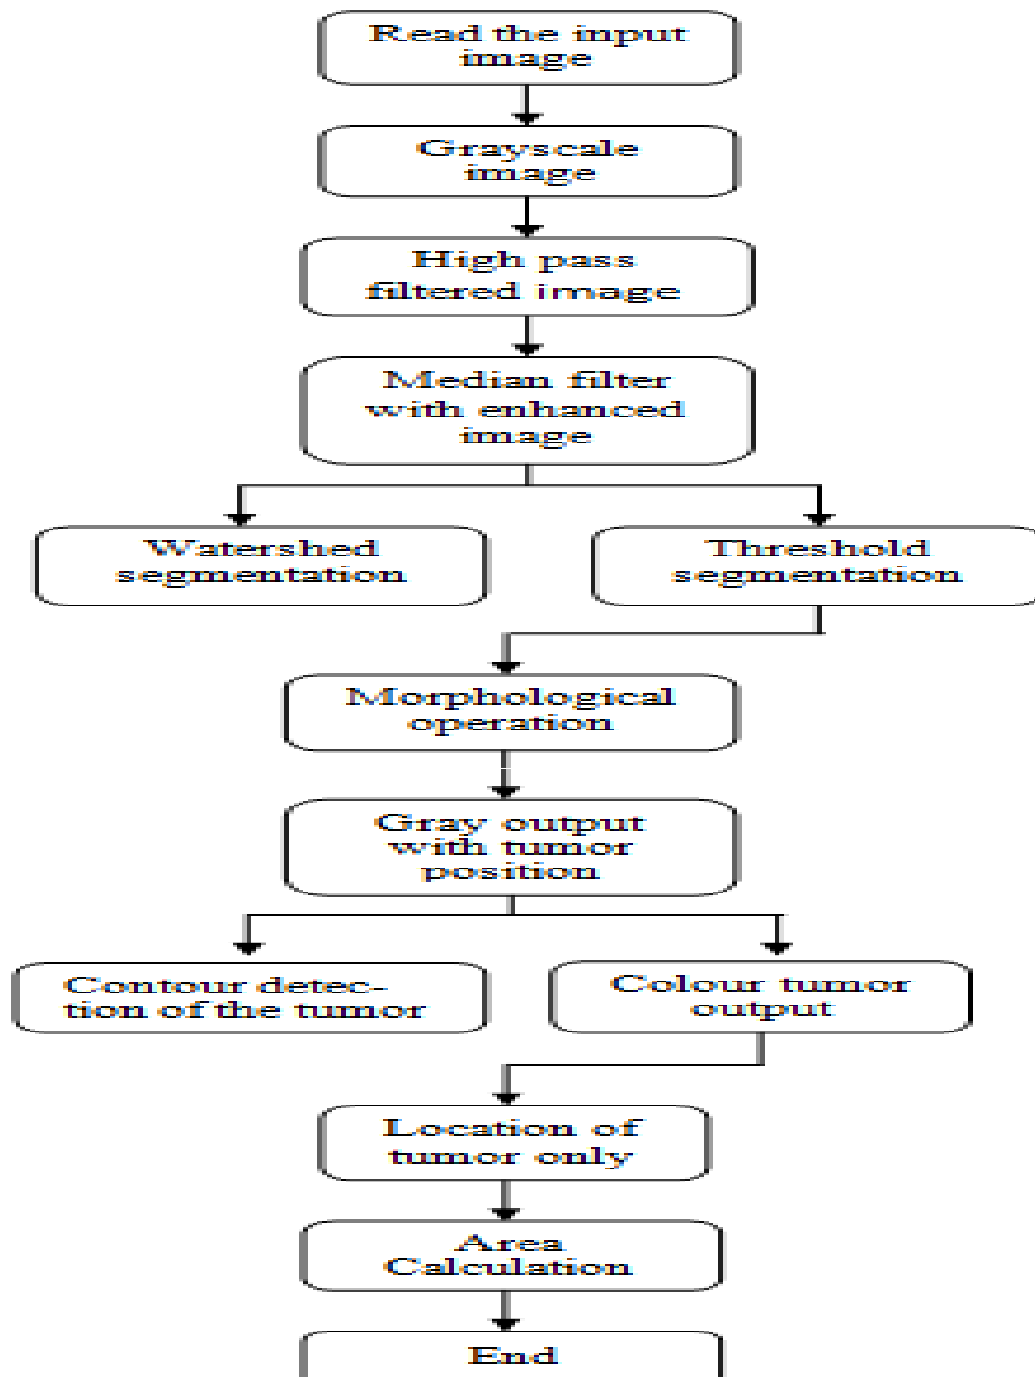 Read the input
image
Grayscale
image
High pass
filtered image
Median filter
with enhanced
image
Watershed
segmentation
Threshold
segmentation
Morphological
operation
Gray output
with tumor
position
Contour detec-
tion of the tumor
Colour tumor
output
Location of
tumor only
Area
Calculation
End